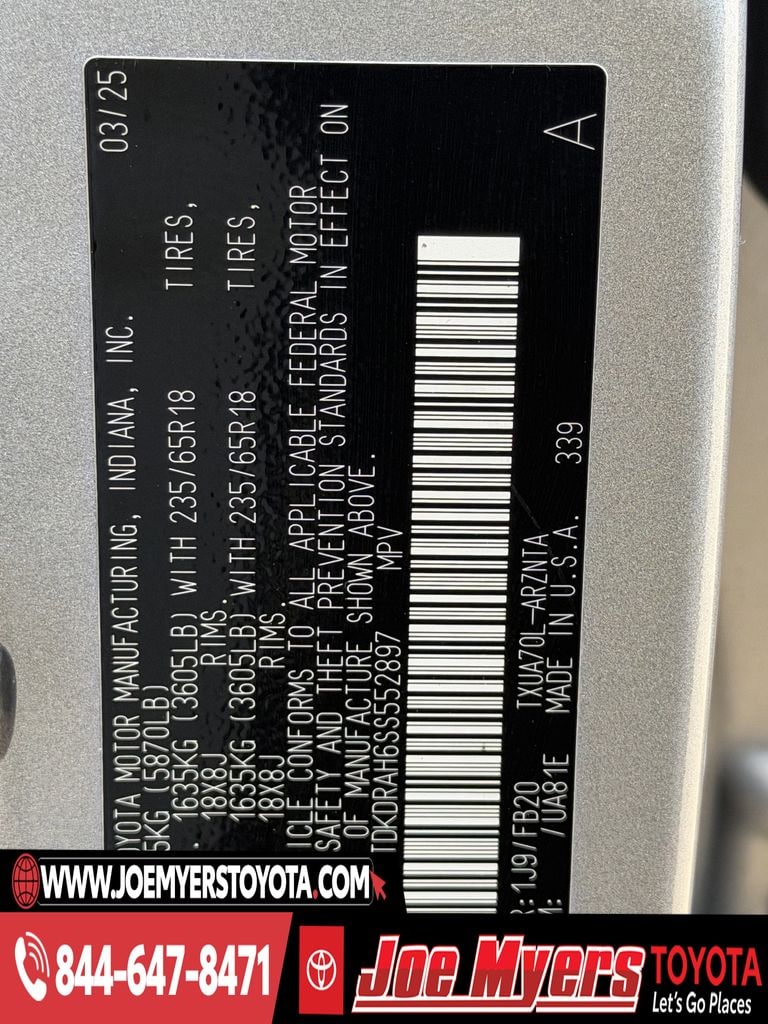 03/25
TOYOTA MOTOR MANUFACTURING, INDIANA, INC.
5KG (5870LB)
1635KG (3605LB) WITH 235/65R18 TIRES,
18X8J RIMS.
1635KG (3605LB) WITH 235/65R18 TIRES,
18X8J RIMS.
ICLE CONFORMS TO ALL APPLICABLE FEDERAL MOTOR
SAFETY AND THEFT PREVENTION STANDARDS IN EFFECT ON
OF MANUFACTURE SHOWN ABOVE.
TDKDRAH6SS552897 MPV
A
R:1J9/FB20 TXUA70L-ARZNTA
M: /UA81E MADE IN U.S.A. 339
WWW.JOEMYERSTOYOTA.COM
844-647-8471
Joe Myers TOYOTA
Let's Go Places